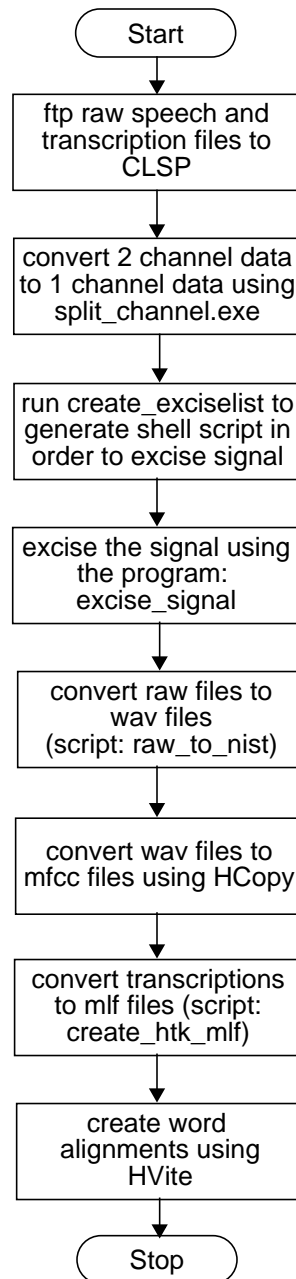 Start
ftp raw speech and
transcription files to
CLSP
convert 2 channel data
to 1 channel data using
split_channel.exe
run create_exciselist to
generate shell script in
order to excise signal
excise the signal using
the program:
excise_signal
convert raw files to
wav files
(script: raw_to_nist)
convert wav files to
mfcc files using HCopy
convert transcriptions
to mlf files (script:
create_htk_mlf)
create word
alignments using
HVite
Stop